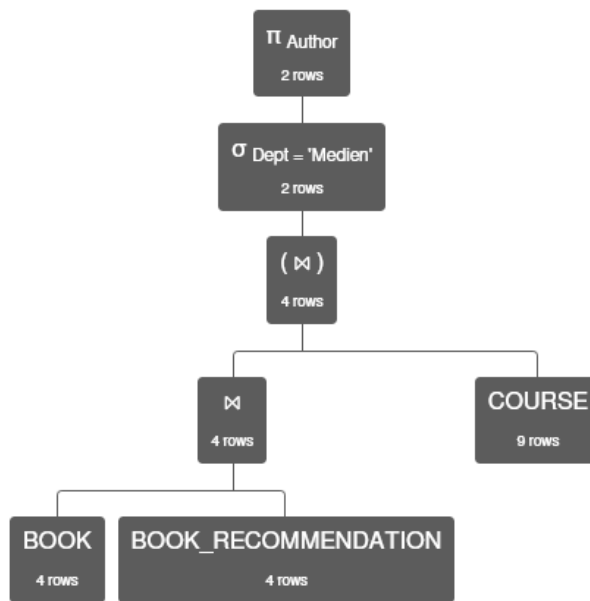 π Author
2 rows
σ Dept = 'Medien'
2 rows
( ⋈ )
4 rows
⋈
4 rows
COURSE
9 rows
BOOK
4 rows
BOOK_RECOMMENDATION
4 rows